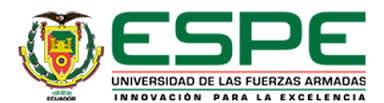 ESPE
UNIVERSIDAD DE LAS FUERZAS ARMADAS
INNOVACIÓN PARA LA EXCELENCIA
ECUADOR